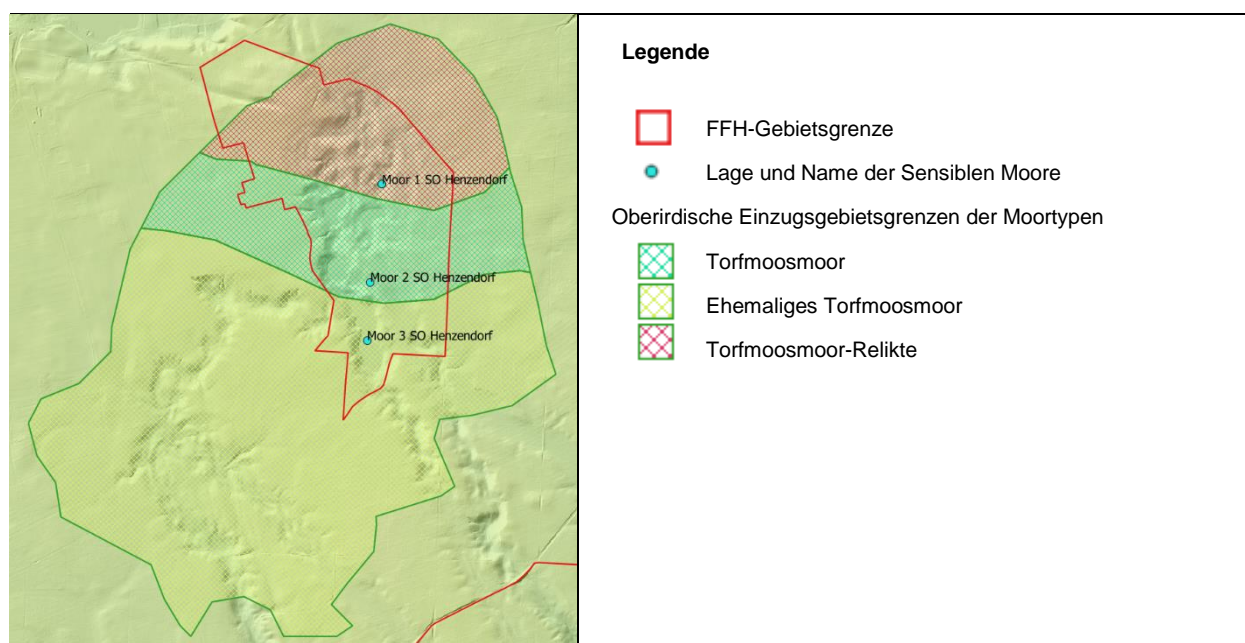 Moor 1 SO Henzendorf
Moor 2 SO Henzendorf
Moor 3 SO Henzendorf
Legende
FFH-Gebietsgrenze
Lage und Name der Sensiblen Moore
Oberirdische Einzugsgebietsgrenzen der Moortypen
Torfmoosmoor
Ehemaliges Torfmoosmoor
Torfmoosmoor-Relikte